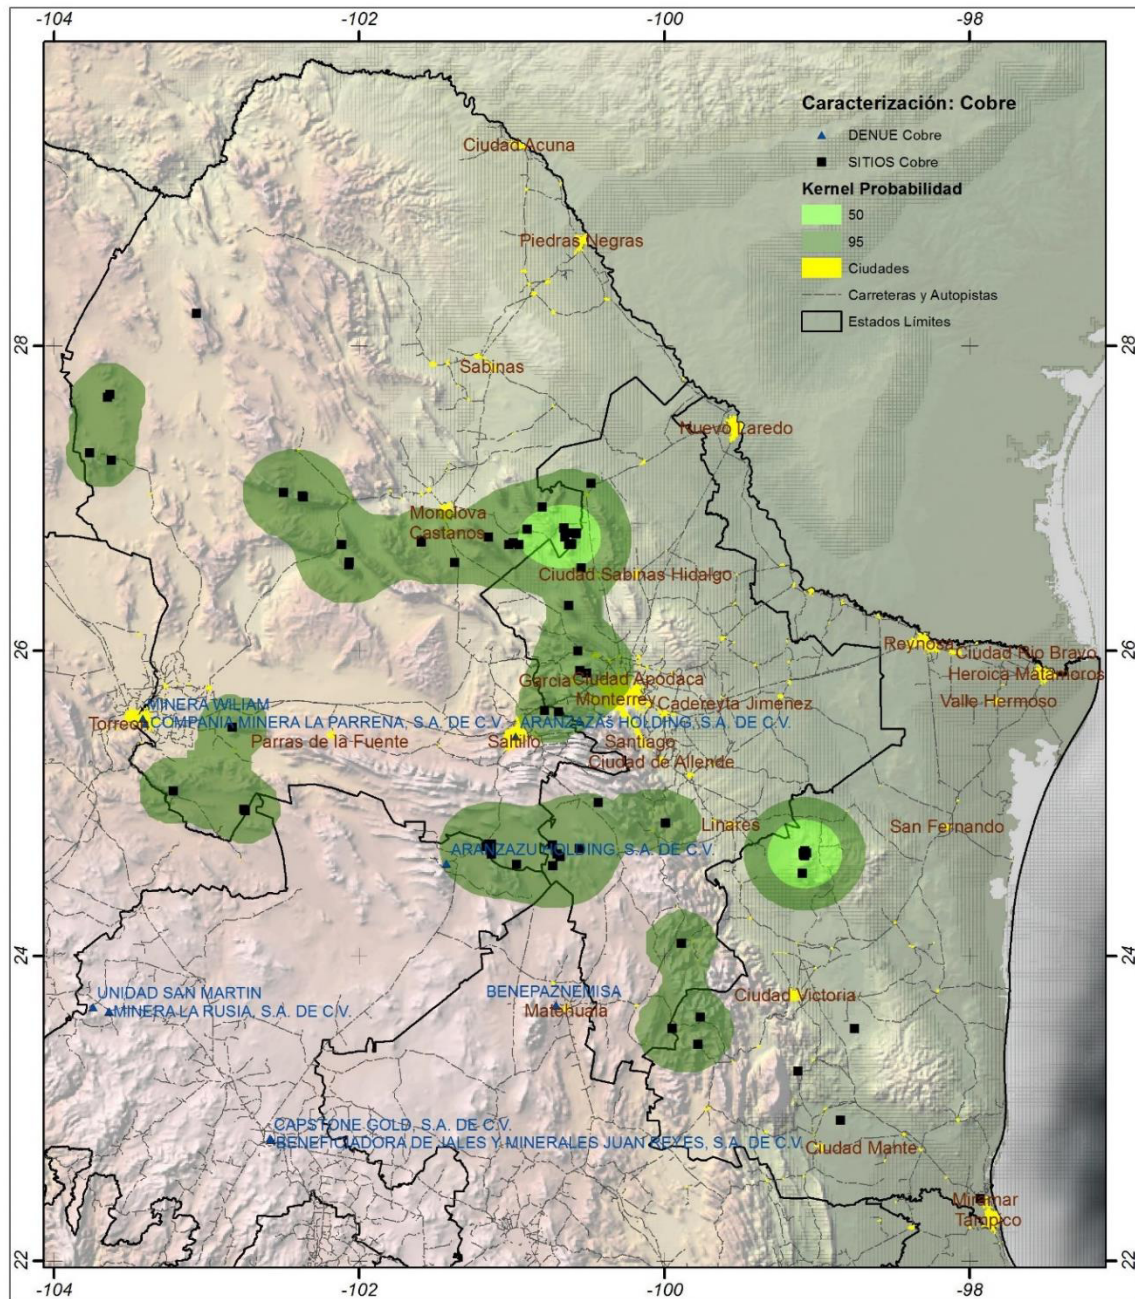 -104
-102
-100
-98
Caracterización: Cobre
DENUE Cobre
SITIOS Cobre
Kernel Probabilidad
50
95
Ciudades
Carreteras y Autopistas
Estados Límites
Ciudad Acuna
Piedras Negras
28
28
Sabinas
Nuevo Laredo
Monclova
Castanos
Ciudad Sabinas Hidalgo
26
26
Reynosa
Ciudad Rio Bravo
Garcia
Ciudad Apodaca
Heroica Matamoros
MINERA WILIAM
Monterrey
Cadereyta Jimenez
Valle Hermoso
Torreon
COMPANIA MINERA LA PARRENA, S.A. DE C.V.
ARANZAZAs HOLDING, S.A. DE C.V.
Parras de la Fuente
Saltillo
Santiago
Ciudad de Allende
Linares
San Fernando
ARANZAZU HOLDING, S.A. DE C.V.
24
24
UNIDAD SAN MARTIN
BENEPAZNEMISA
Ciudad Victoria
MINERA LA RUSIA, S.A. DE C.V.
Matehuala
CAPSTONE GOLD, S.A. DE C.V.
BENEFICIADORA DE JALES Y MINERALES JUAN REYES, S.A. DE C.V.
Ciudad Mante
Miramar
Tampico
22
22
-104
-102
-100
-98